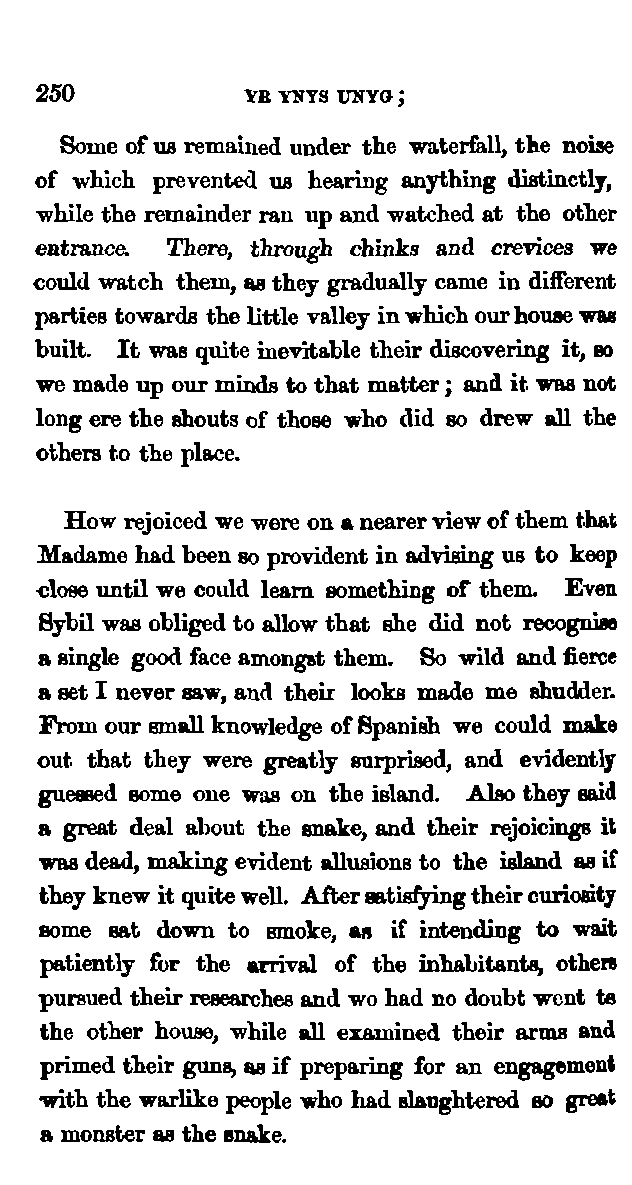 250 YR YNYS UNYG;
Some of us remained under the waterfall, the noise
of which prevented us hearing anything distinctly,
while the remainder ran up and watched at the other
entrance. There, through chinks and crevices we
could watch them, as they gradually came in different
parties towards the little valley in which our house was
built. It was quite inevitable their discovering it, so
we made up our minds to that matter; and it was not
long ere the shouts of those who did so drew all the
others to the place.
How rejoiced we were on a nearer view of them that
Madame had been so provident in advising us to keep
close until we could learn something of them. Even
Sybil was obliged to allow that she did not recognise
a single good face amongst them. So wild and fierce
a set I never saw, and their looks made me shudder.
From our small knowledge of Spanish we could make
out that they were greatly surprised, and evidently
guessed some one was on the island. Also they said
a great deal about the snake, and their rejoicings it
was dead, making evident allusions to the island as if
they knew it quite well. After satisfying their curiosity
some sat down to smoke, as if intending to wait
patiently for the arrival of the inhabitants, others
pursued their researches and wo had no doubt went to
the other house, while all examined their arms and
primed their guns, as if preparing for an engagement
with the warlike people who had slaughtered so great
a monster as the snake.